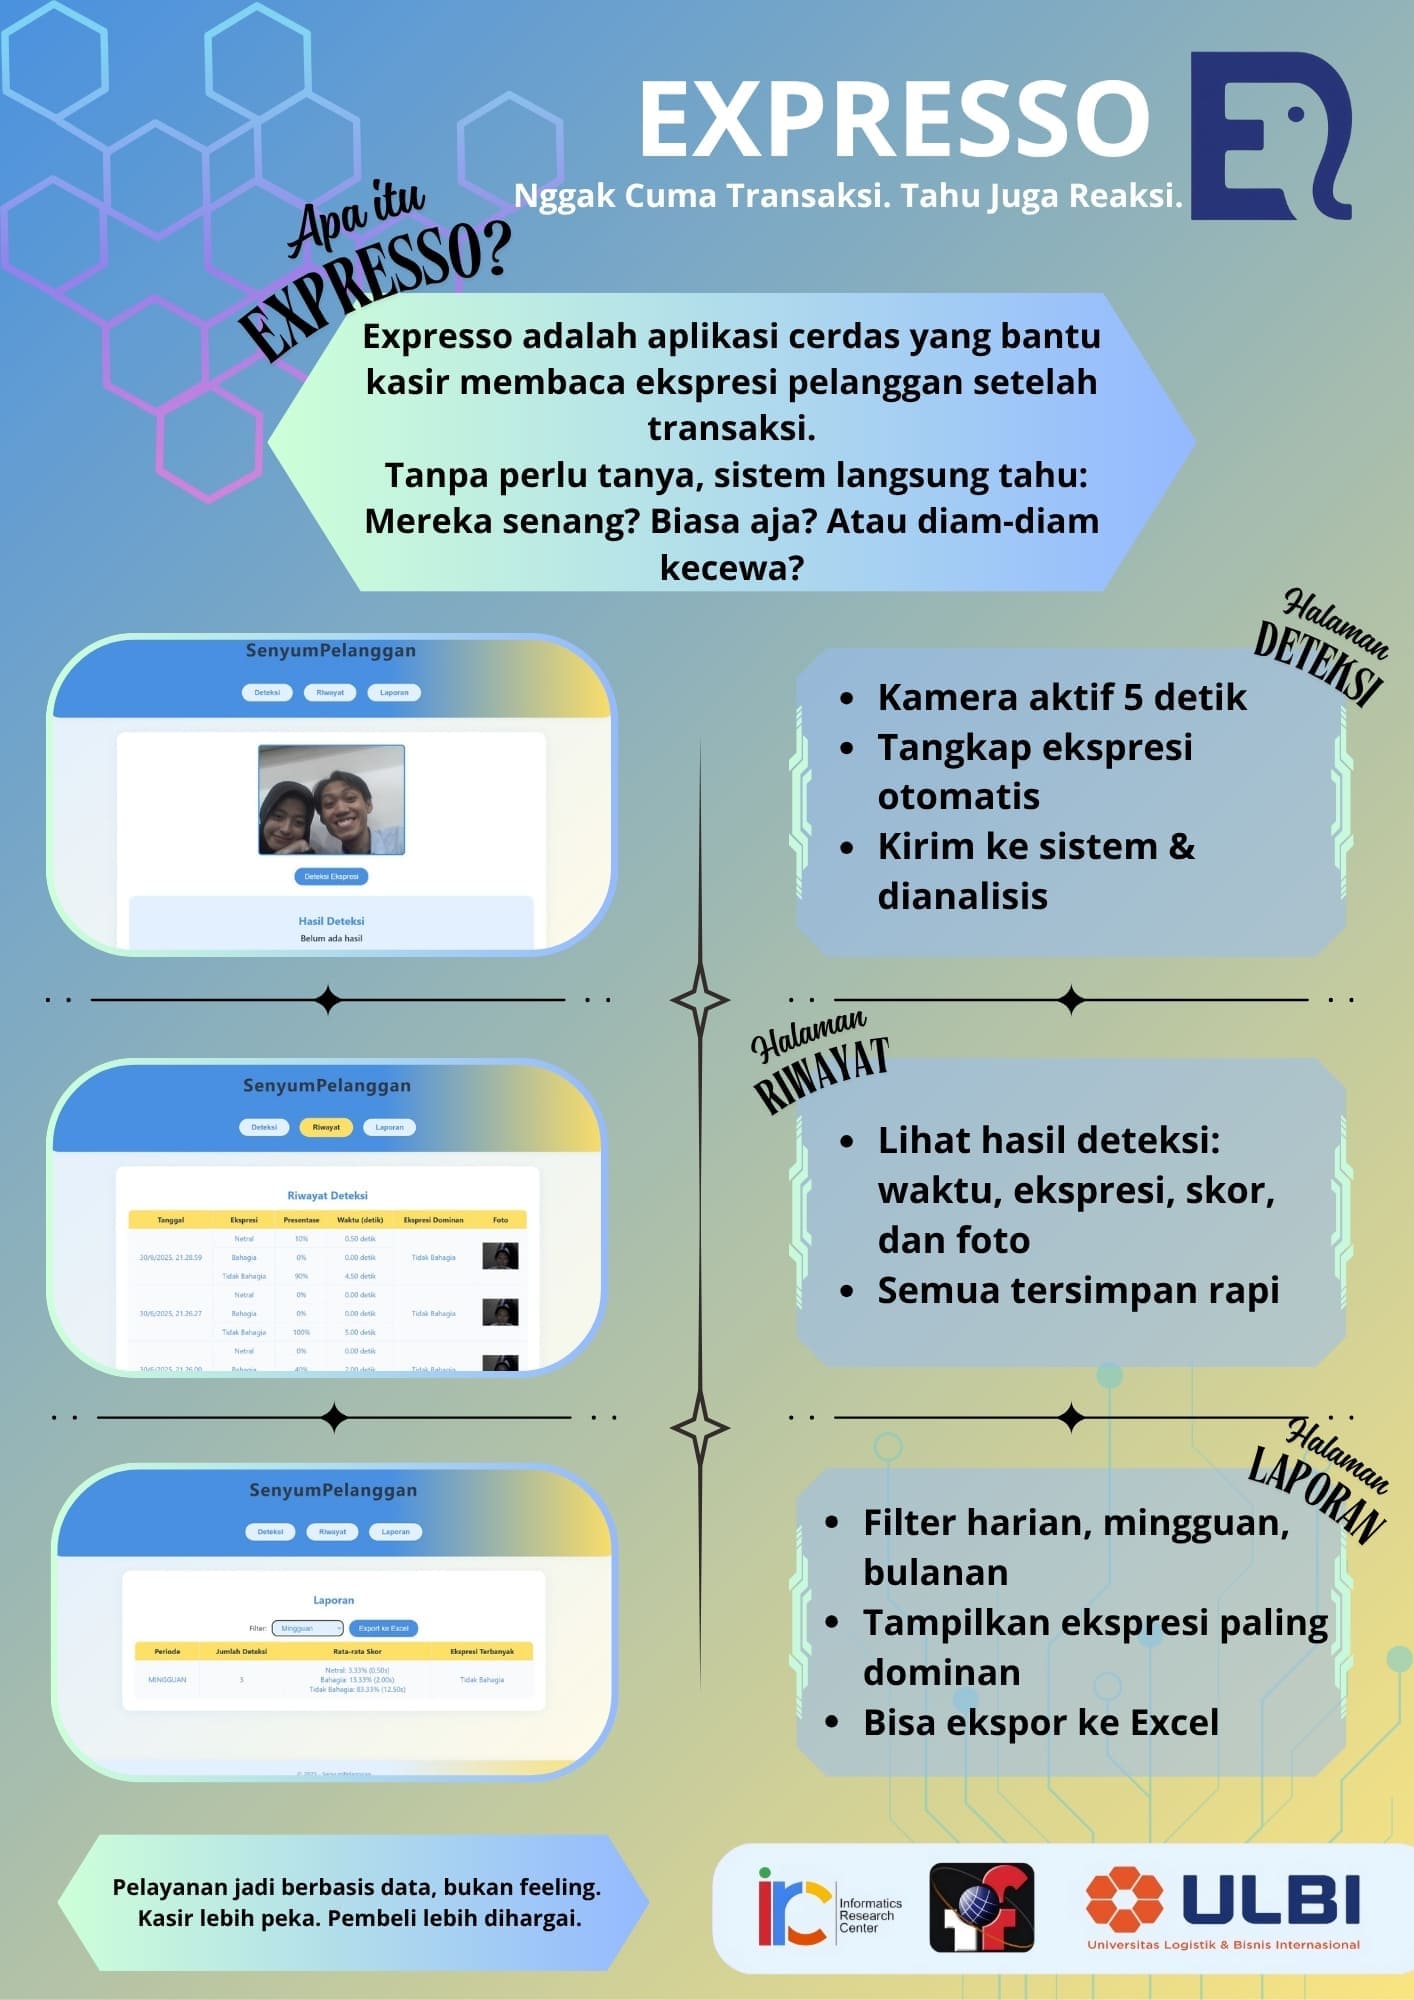 EXPRESSO
Nggak Cuma Transaksi. Tahu Juga Reaksi.
Apa itu
EXPRESSO?
Expresso adalah aplikasi cerdas yang bantu
kasir membaca ekspresi pelanggan setelah
transaksi.
Tanpa perlu tanya, sistem langsung tahu:
Mereka senang? Biasa aja? Atau diam-diam
kecewa?
SenyumPelanggan
Deteksi Riwayat Laporan
Deteksi Ekspresi
Hasil Deteksi
Belum ada hasil
Halaman
DETEKSI
• Kamera aktif 5 detik
• Tangkap ekspresi
otomatis
• Kirim ke sistem &
dianalisis
SenyumPelanggan
Deteksi Riwayat Laporan
Riwayat Deteksi
Tanggal Ekspresi Presentase Waktu (detik) Ekspresi Dominan Foto
Netral 10% 0.50 detik
30/6/2025, 21.28.59 Bahagia 0% 0.00 detik Tidak Bahagia
Tidak Bahagia 90% 4.50 detik
Netral 0% 0.00 detik
30/6/2025, 21.26.27 Bahagia 0% 0.00 detik Tidak Bahagia
Tidak Bahagia 100% 5.00 detik
Netral 0% 0.00 detik
30/6/2025, 21.26.00 Bahagia 40% 2.00 detik Tidak Bahagia
Halaman
RIWAYAT
• Lihat hasil deteksi:
waktu, ekspresi, skor,
dan foto
• Semua tersimpan rapi
SenyumPelanggan
Deteksi Riwayat Laporan
Laporan
Filter: Mingguan Export ke Excel
Periode Jumlah Deteksi Rata-rata Skor Ekspresi Terbanyak
Netral: 3.33% (0.50s)
MINGGUAN 3 Bahagia: 13.33% (2.00s) Tidak Bahagia
Tidak Bahagia: 83.33% (12.50s)
© 2025 - SenyumPelanggan
Halaman
LAPORAN
• Filter harian, mingguan,
bulanan
• Tampilkan ekspresi paling
dominan
• Bisa ekspor ke Excel
Pelayanan jadi berbasis data, bukan feeling.
Kasir lebih peka. Pembeli lebih dihargai.
irc
Informatics
Research
Center
ULBI
Universitas Logistik & Bisnis Internasional